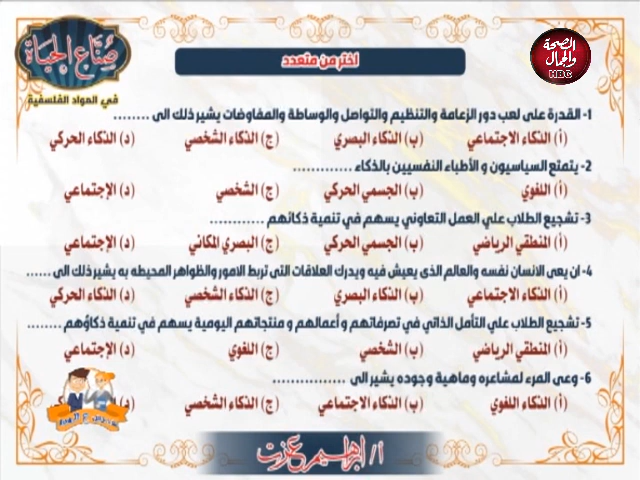 صناع الحياة
في المواد الفلسفية
الصحة
والجمال
HBC
اختر من متعدد
1- القدرة على لعب دور الزعامة والتنظيم والتواصل والوساطة والمفاوضات يشير ذلك الى ........
(أ) الذكاء الاجتماعي (ب) الذكاء البصري (ج) الذكاء الشخصي (د) الذكاء الحركي
2- يتمتع السياسيون و الأطباء النفسيين بالذكاء .............
(أ) اللغوي (ب) الجسمي الحركي (ج) الشخصي (د) الإجتماعي
3- تشجيع الطلاب علي العمل التعاوني يسهم في تنمية ذكائهم ............
(أ) المنطقي الرياضي (ب) الجسمي الحركي (ج) البصري المكاني (د) الإجتماعي
4- ان يعى الانسان نفسه والعالم الذى يعيش فيه ويدرك العلاقات التى تربط الامور والظواهر المحيطه به يشير ذلك الى ......
(أ) الذكاء الاجتماعي (ب) الذكاء البصري (ج) الذكاء الشخصي (د) الذكاء الحركي
5- تشجيع الطلاب علي التأمل الذاتي في تصرفاتهم و أعمالهم و منتجاتهم اليومية يسهم في تنمية ذكاؤهم ........
(أ) المنطقي الرياضي (ب) الشخصي (ج) اللغوي (د) الإجتماعي
6- وعى المرء لمشاعره وماهية وجوده يشير الى ................
(أ) الذكاء اللغوي (ب) الذكاء الاجتماعي (ج) الذكاء الشخصي (د)
أ/ ابراهيم عزت